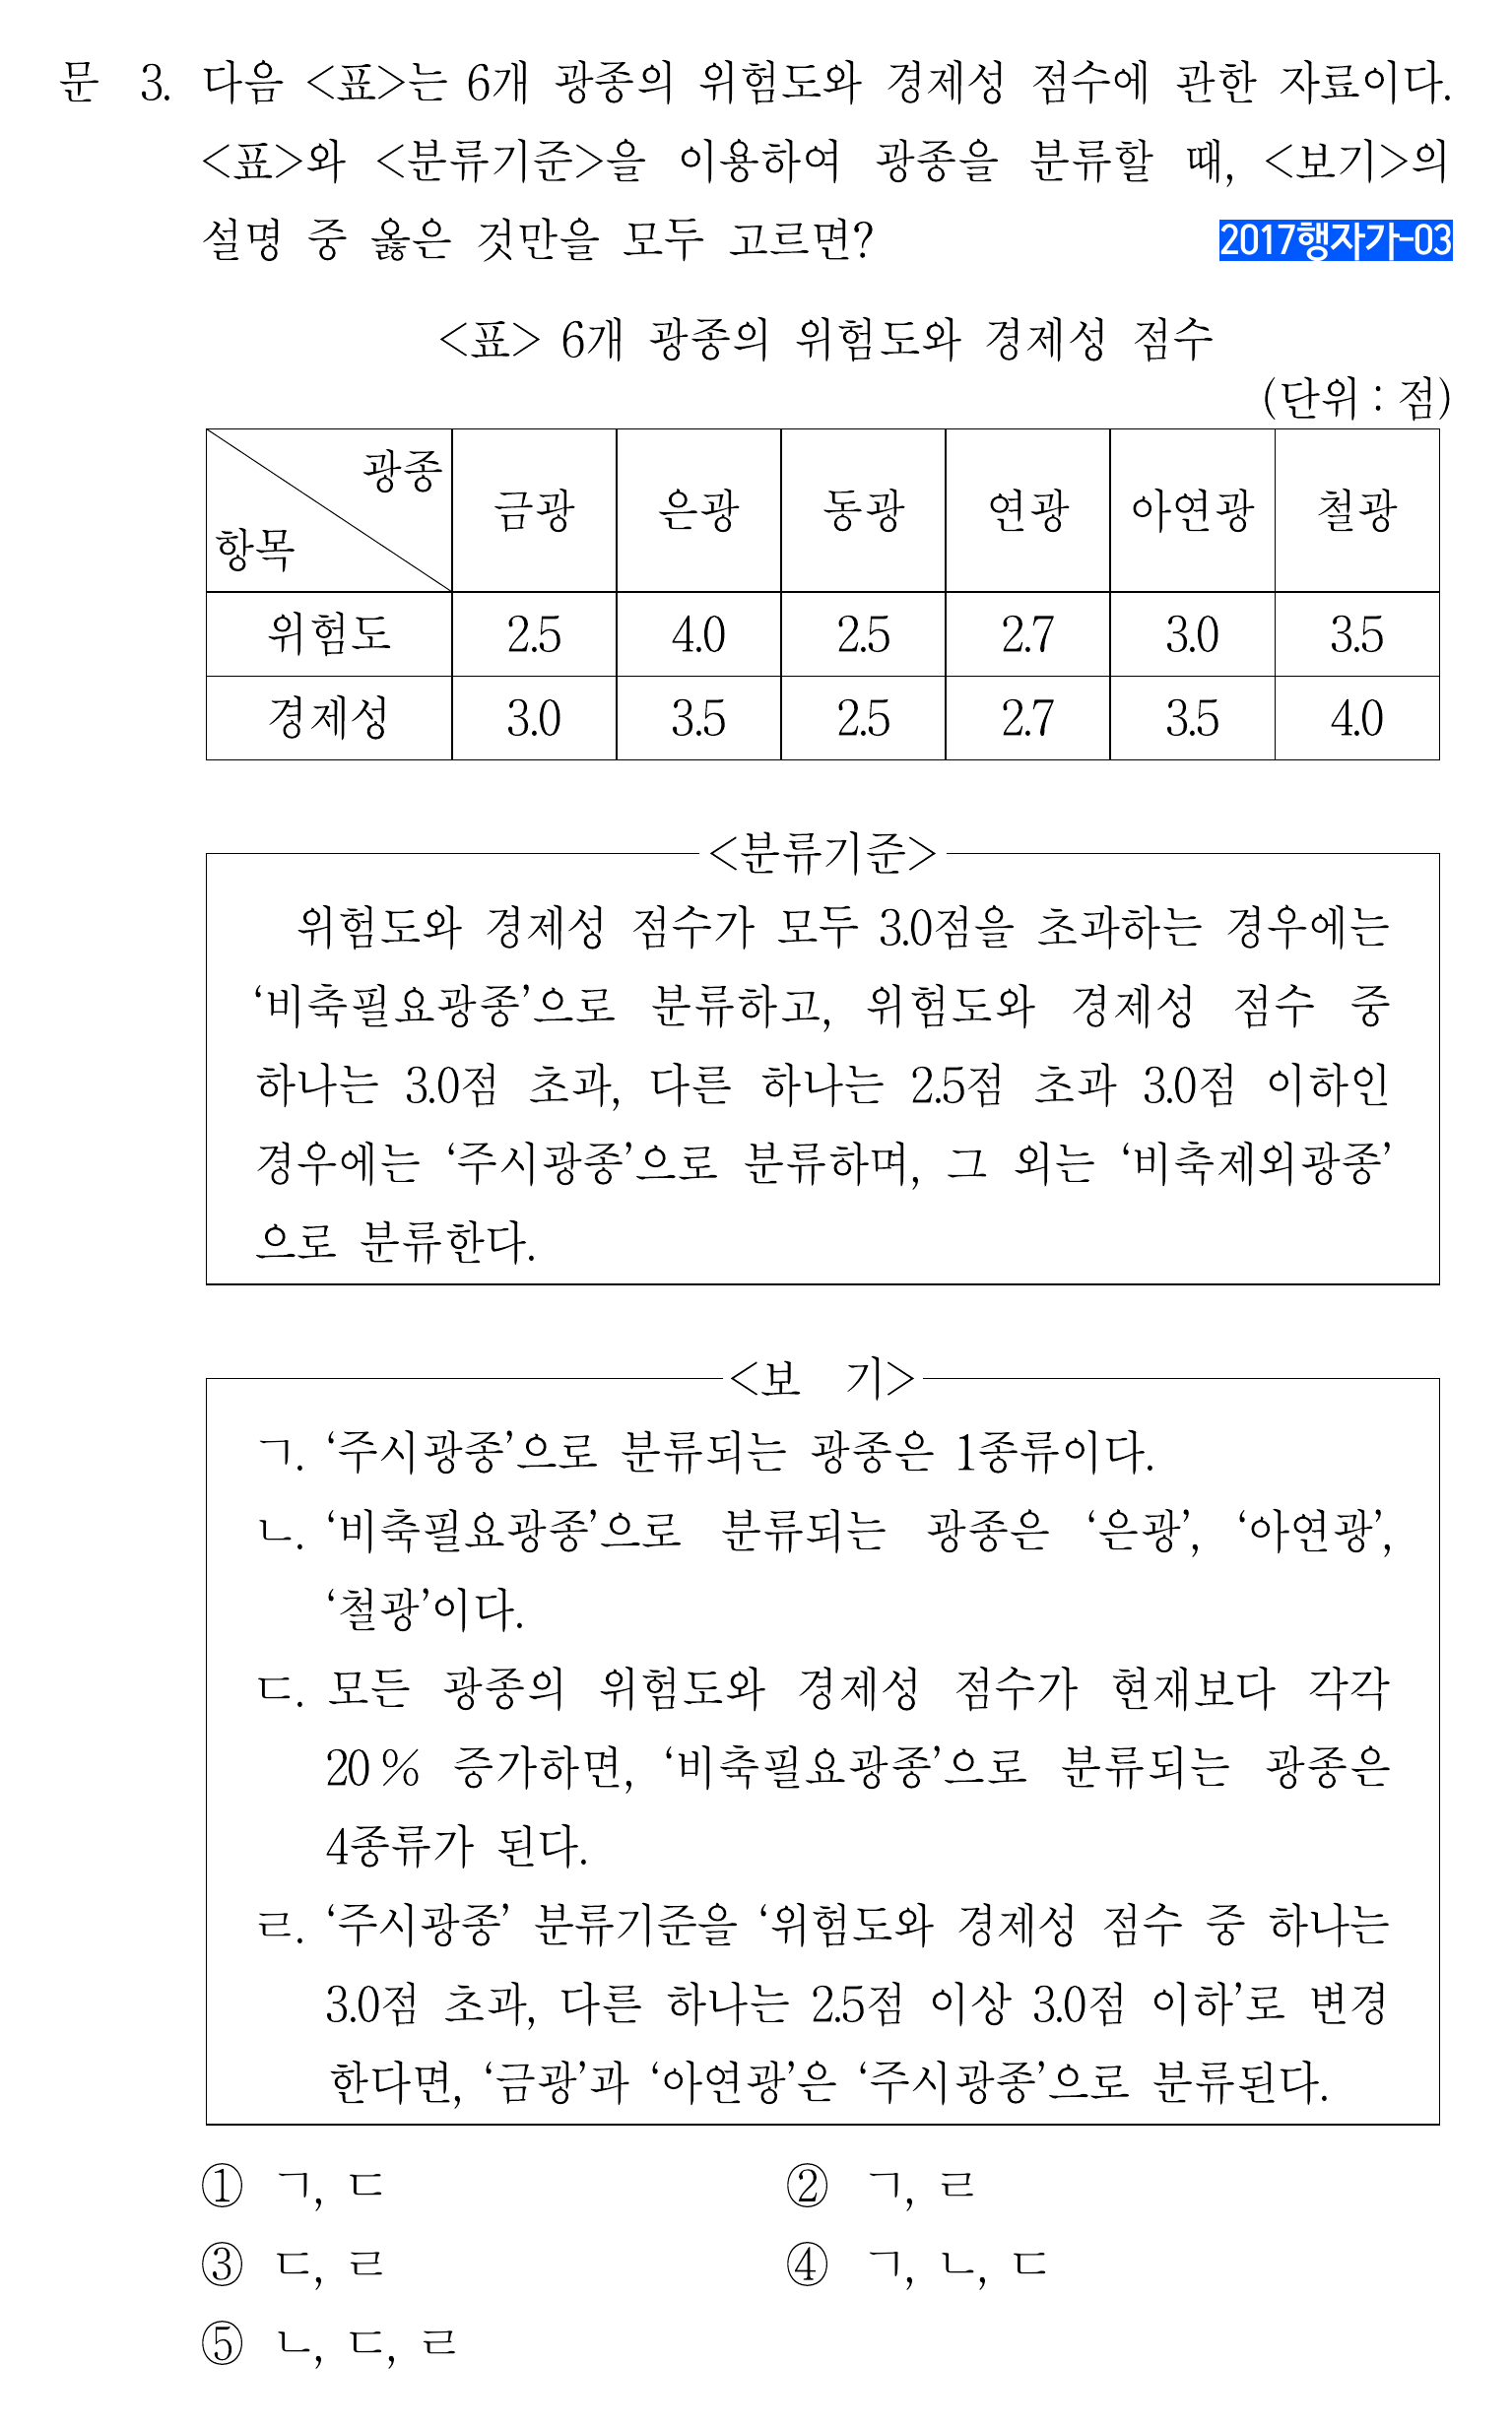 문 3. 다음 <표>는 6개 광종의 위험도와 경제성 점수에 관한 자료이다.
<표>와 <분류기준>을 이용하여 광종을 분류할 때, <보기>의
설명 중 옳은 것만을 모두 고르면? 2017행자가-03
<표> 6개 광종의 위험도와 경제성 점수
(단위 : 점)
광종
항목 금광 은광 동광 연광 아연광 철광
위험도 2.5 4.0 2.5 2.7 3.0 3.5
경제성 3.0 3.5 2.5 2.7 3.5 4.0
<분류기준>
위험도와 경제성 점수가 모두 3.0점을 초과하는 경우에는
‘비축필요광종’으로 분류하고, 위험도와 경제성 점수 중
하나는 3.0점 초과, 다른 하나는 2.5점 초과 3.0점 이하인
경우에는 ‘주시광종’으로 분류하며, 그 외는 ‘비축제외광종’
으로 분류한다.
<보 기>
ㄱ. ‘주시광종’으로 분류되는 광종은 1종류이다.
ㄴ. ‘비축필요광종’으로 분류되는 광종은 ‘은광’, ‘아연광’,
‘철광’이다.
ㄷ. 모든 광종의 위험도와 경제성 점수가 현재보다 각각
20% 증가하면, ‘비축필요광종’으로 분류되는 광종은
4종류가 된다.
ㄹ. ‘주시광종’ 분류기준을 ‘위험도와 경제성 점수 중 하나는
3.0점 초과, 다른 하나는 2.5점 이상 3.0점 이하’로 변경
한다면, ‘금광’과 ‘아연광’은 ‘주시광종’으로 분류된다.
① ㄱ, ㄷ ② ㄱ, ㄹ
③ ㄷ, ㄹ ④ ㄱ, ㄴ, ㄷ
⑤ ㄴ, ㄷ, ㄹ